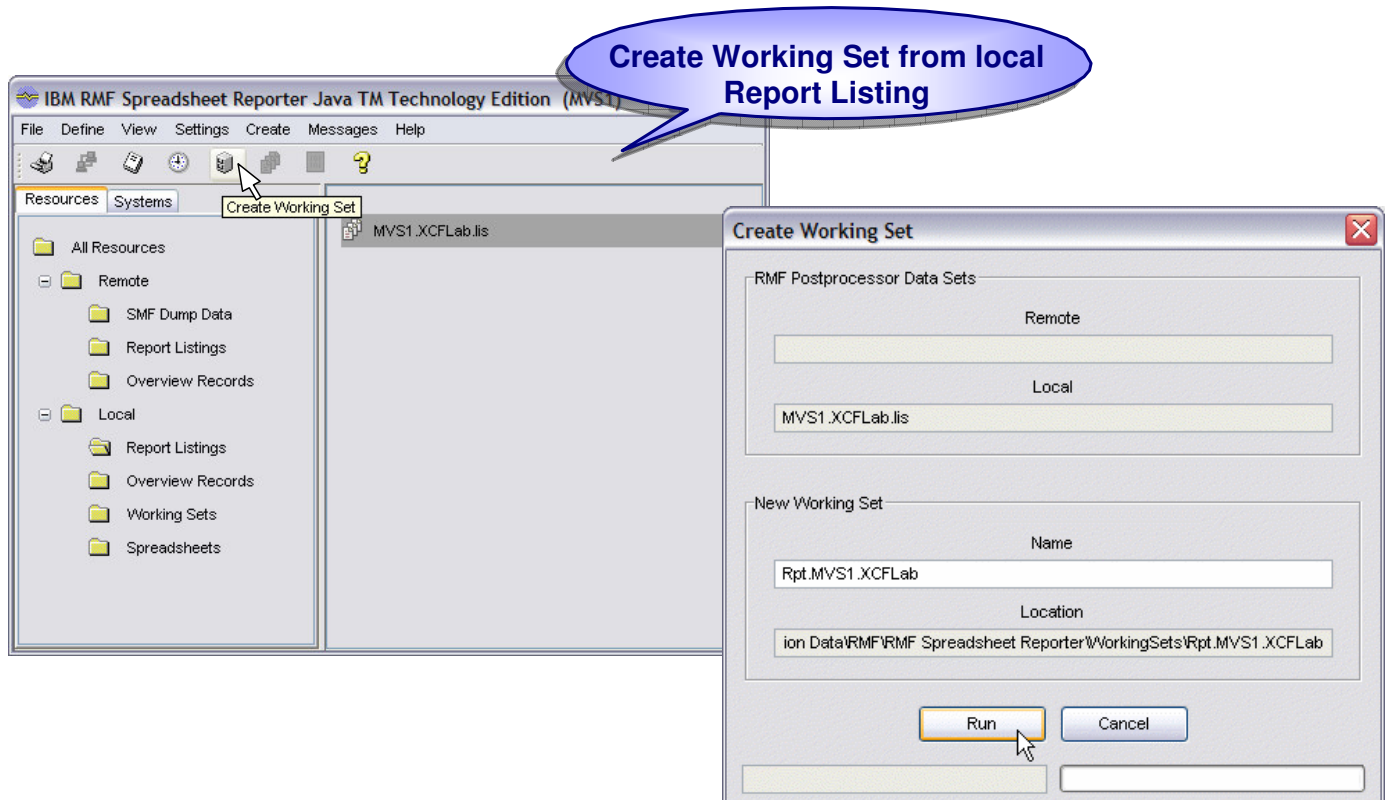 Create Working Set from local
Report Listing
IBM RMF Spreadsheet Reporter Java TM Technology Edition (MVS1)
File Define View Settings Create Messages Help
Resources Systems
Create Working Set
All Resources
Remote
SMF Dump Data
Report Listings
Overview Records
Local
Report Listings
Overview Records
Working Sets
Spreadsheets
MVS1.XCFLab.lis
Create Working Set
RMF Postprocessor Data Sets
Remote
Local
MVS1.XCFLab.lis
New Working Set
Name
Rpt.MVS1.XCFLab
Location
ion Data\RMF\RMF Spreadsheet Reporter\WorkingSets\Rpt.MVS1.XCFLab
Run Cancel